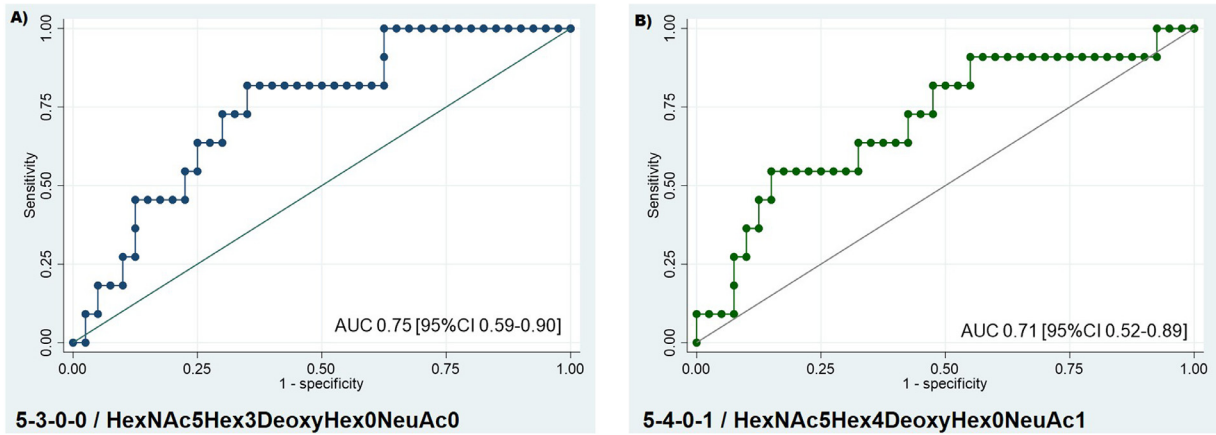 A)
1.00
0.75
0.50
0.25
0.00
Sensitivity
AUC 0.75 [95%CI 0.59-0.90]
0.00 0.25 0.50 0.75 1.00
1 - specificity
5-3-0-0 / HexNAc5Hex3DeoxyHex0NeuAc0
B)
1.00
0.75
0.50
0.25
0.00
Sensitivity
AUC 0.71 [95%CI 0.52-0.89]
0.00 0.25 0.50 0.75 1.00
1 - specificity
5-4-0-1 / HexNAc5Hex4DeoxyHex0NeuAc1